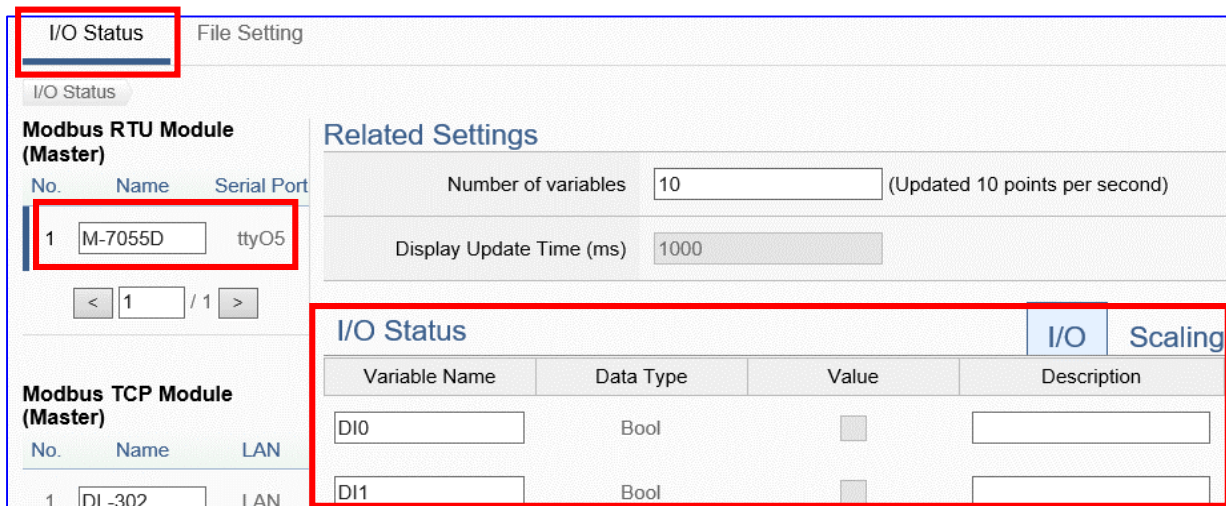 I/O Status File Setting
I/O Status
Modbus RTU Module
(Master)
No. Name Serial Port
1 M-7055D ttyO5
< 1 / 1 >
Modbus TCP Module
(Master)
No. Name LAN
1 DL-302 LAN
Related Settings
Number of variables 10 (Updated 10 points per second)
Display Update Time (ms) 1000
I/O Status I/O Scaling
Variable Name Data Type Value Description
DI0 Bool
DI1 Bool